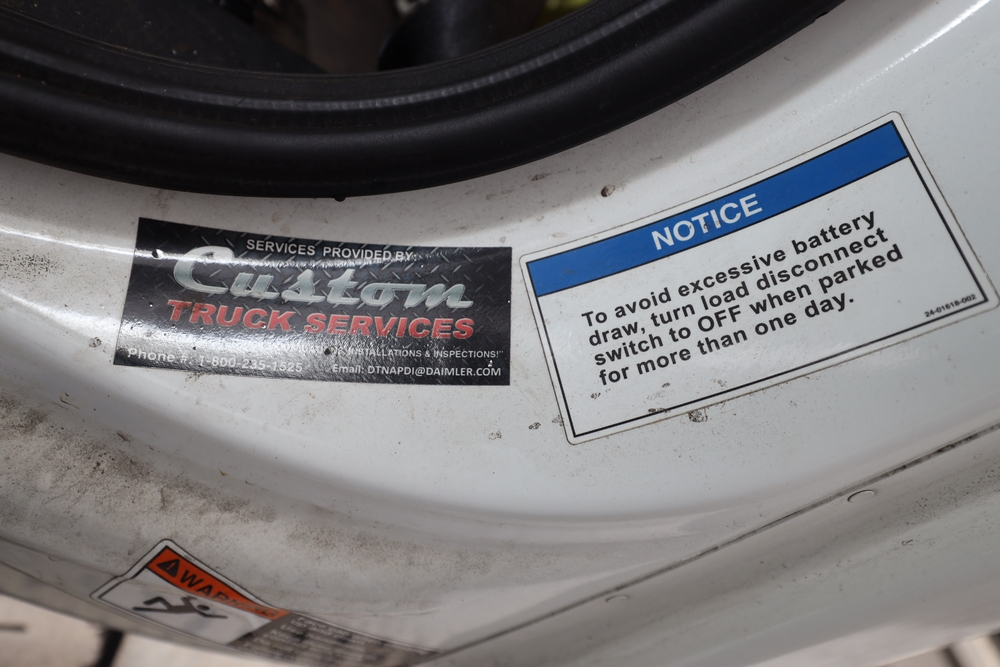 SERVICES PROVIDED BY:
Custom
TRUCK SERVICES
INSTALLATIONS & INSPECTIONS!"
Phone #: 1-800-235-1525
Email: DTNAPDI@DAIMLER.COM
NOTICE
To avoid excessive battery
draw, turn load disconnect
switch to OFF when parked
for more than one day.
24-01618-002